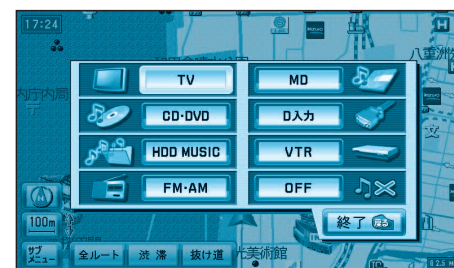 17:24
八重洲
内庁内局
TV
MD
CD・DVD
D入力
HDD MUSIC
VTR
FM・AM
OFF
終了 戻る
100m
サブ
メニュー
全ルート
渋滞
抜け道
美術館